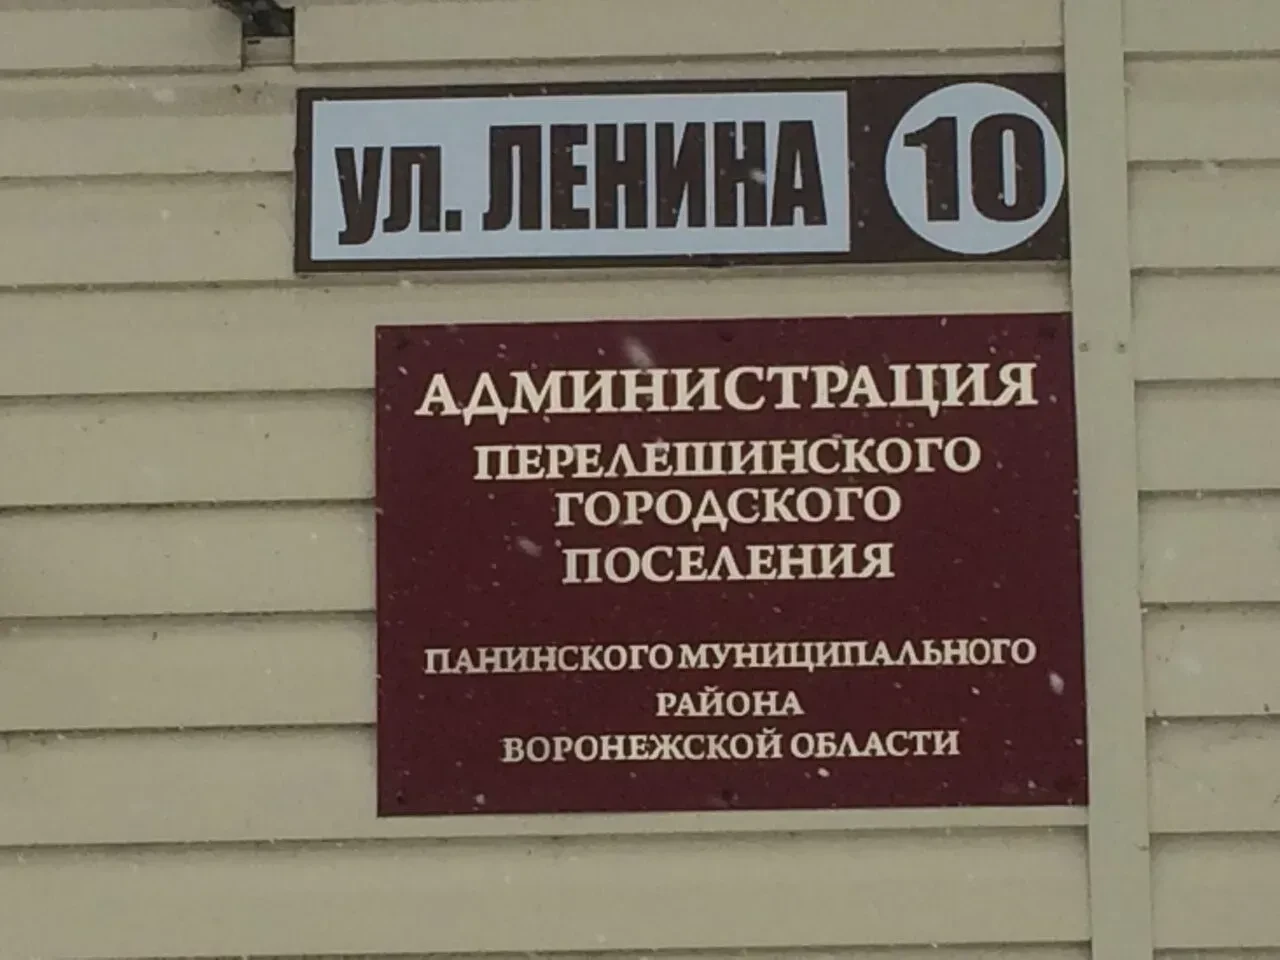 ул. ЛЕНИНА 10
АДМИНИСТРАЦИЯ
ПЕРЕЛЕШИНСКОГО
ГОРОДСКОГО
ПОСЕЛЕНИЯ
ПАНИНСКОГО МУНИЦИПАЛЬНОГО
РАЙОНА
ВОРОНЕЖСКОЙ ОБЛАСТИ